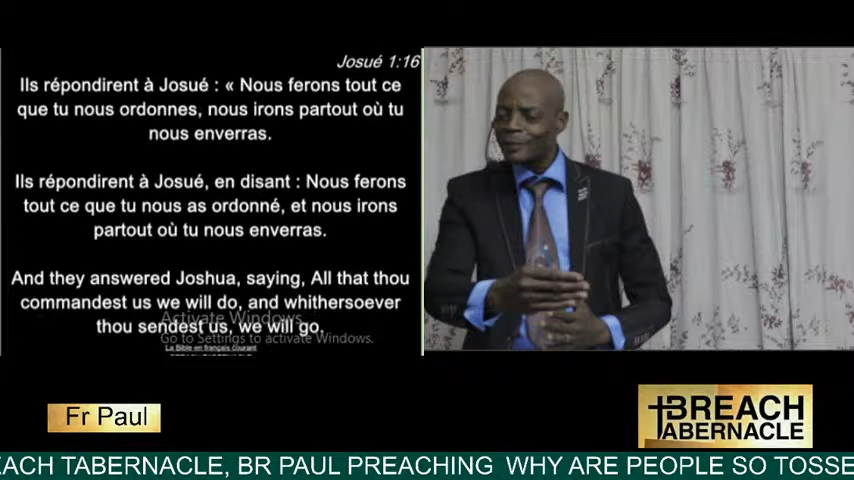 Josué 1:16
Ils répondirent à Josué : « Nous ferons tout ce
que tu nous ordonnes, nous irons partout où tu
nous enverras.
Ils répondirent à Josué, en disant : Nous ferons
tout ce que tu nous as ordonné, et nous irons
partout où tu nous enverras.
And they answered Joshua, saying, All that thou
commandest us we will do, and whithersoever
thou sendest us, we will go.
Activate Windows
Go to Settings to activate Windows.
La Bible en français courant
Fr Paul
BREACH
TABERNACLE
EACH TABERNACLE, BR PAUL PREACHING WHY ARE PEOPLE SO TOSSE